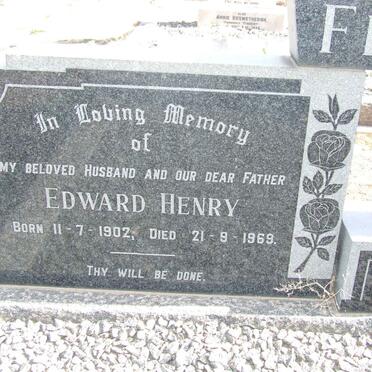 In Loving Memory
of
MY BELOVED HUSBAND AND OUR DEAR FATHER
EDWARD HENRY
BORN 11-7-1902, DIED 21-9-1969.
THY WILL BE DONE.